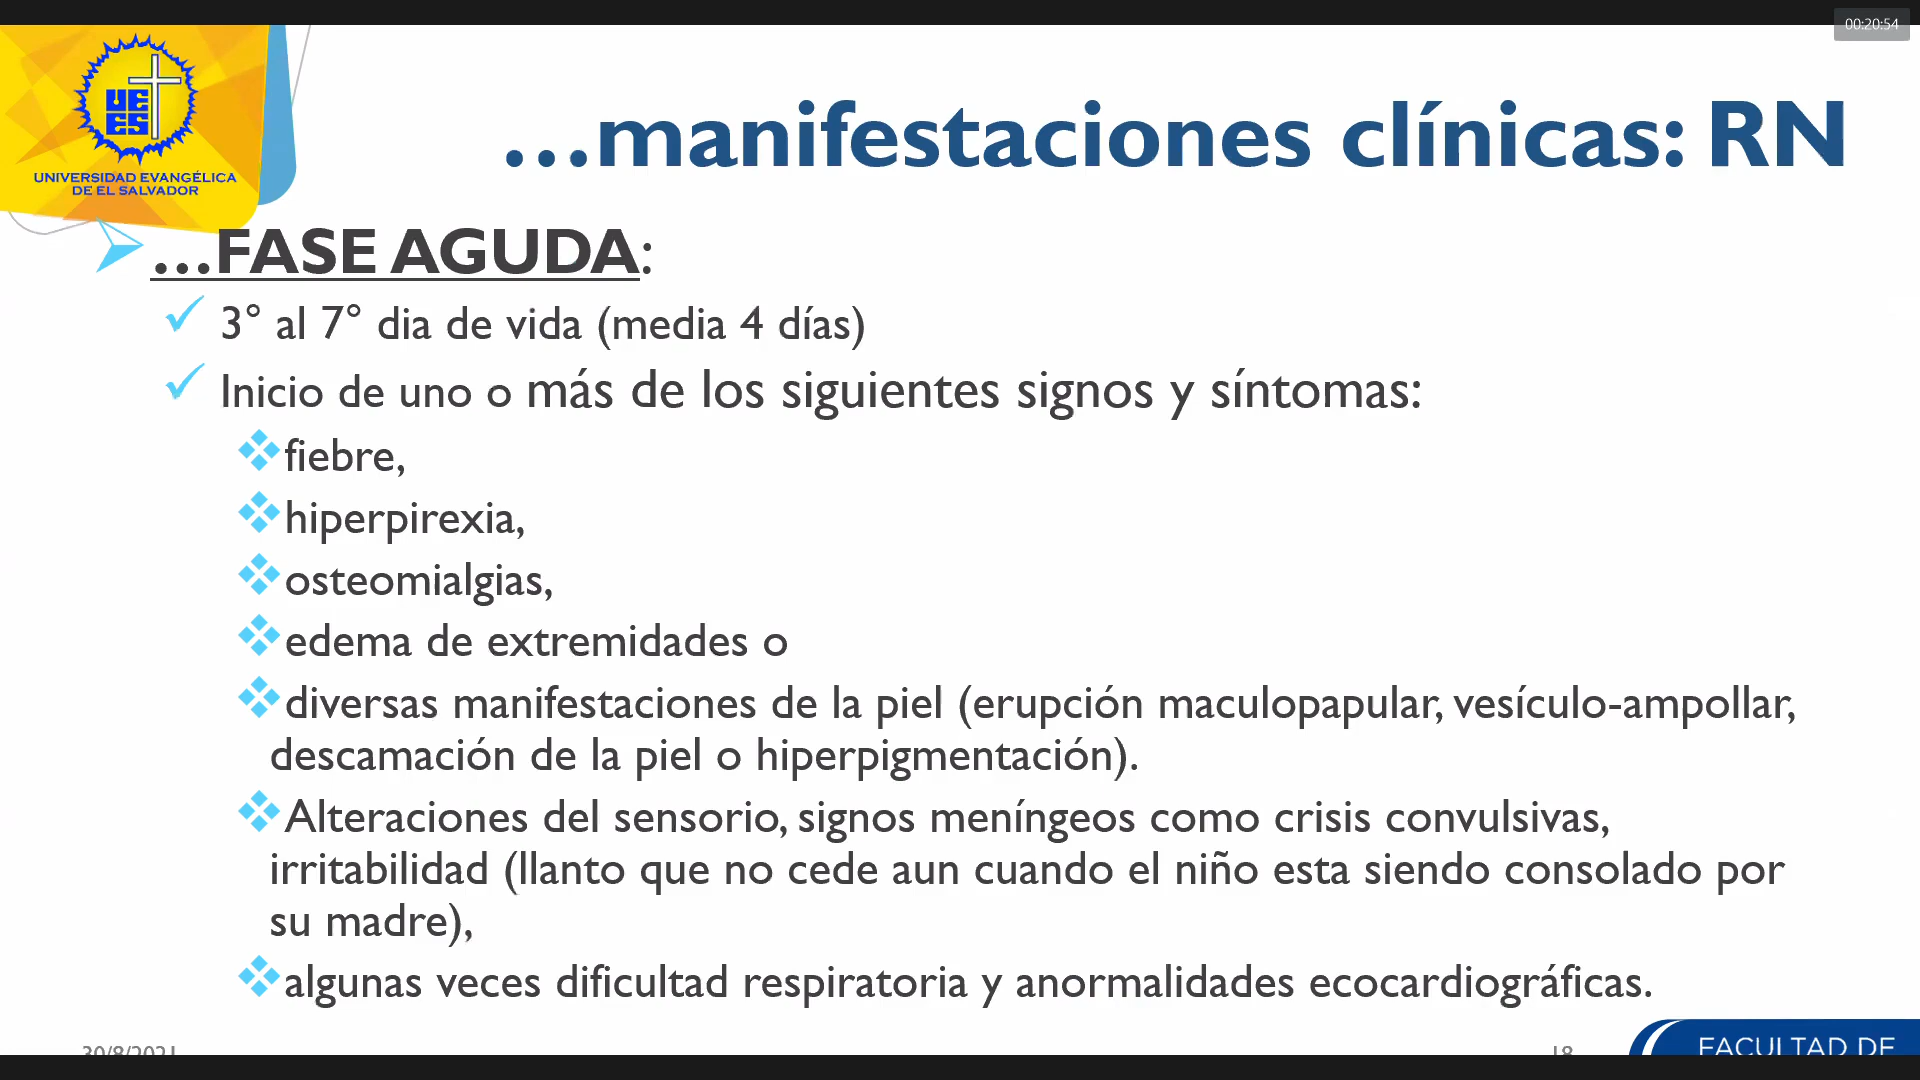 00:20:54
UE
ES
UNIVERSIDAD EVANGÉLICA
DE EL SALVADOR
...manifestaciones clínicas: RN
...FASE AGUDA:
3° al 7° dia de vida (media 4 días)
Inicio de uno o más de los siguientes signos y síntomas:
fiebre,
hiperpirexia,
osteomialgias,
edema de extremidades o
diversas manifestaciones de la piel (erupción maculopapular, vesículo-ampollar,
descamación de la piel o hiperpigmentación).
Alteraciones del sensorio, signos meníngeos como crisis convulsivas,
irritabilidad (llanto que no cede aun cuando el niño esta siendo consolado por
su madre),
algunas veces dificultad respiratoria y anormalidades ecocardiográficas.
30/8/2021
18
FACULTAD DE